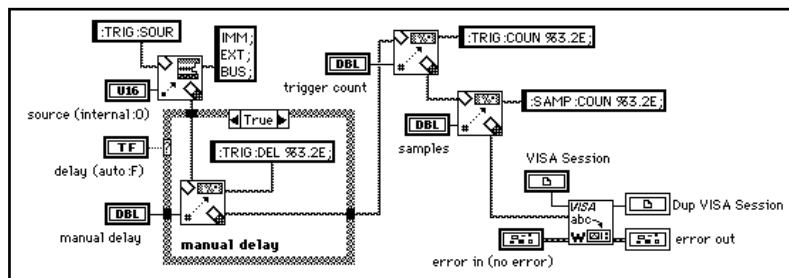 :TRIG:SOUR
IMM;
EXT;
BUS;
U16
source (internal:0)
True
TF
delay (auto:F)
:TRIG:DEL %3.2E;
DBL
manual delay
manual delay
DBL
trigger count
:TRIG:COUN %3.2E;
#
DBL
samples
:SAMP:COUN %3.2E;
#
#
VISA Session
VISA
abc
W
Dup VISA Session
error in (no error)
error out